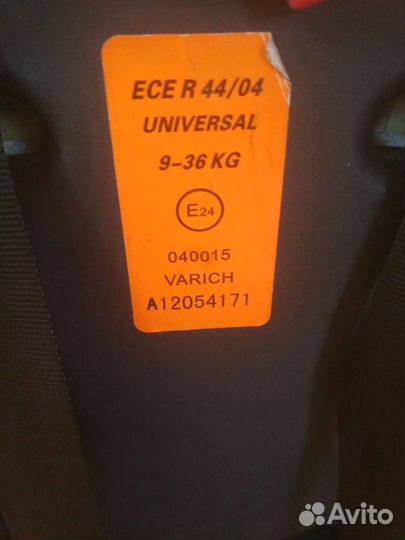 ECE R 44/04
UNIVERSAL
9-36 KG
E24
040015
VARICH
A12054171
Avito